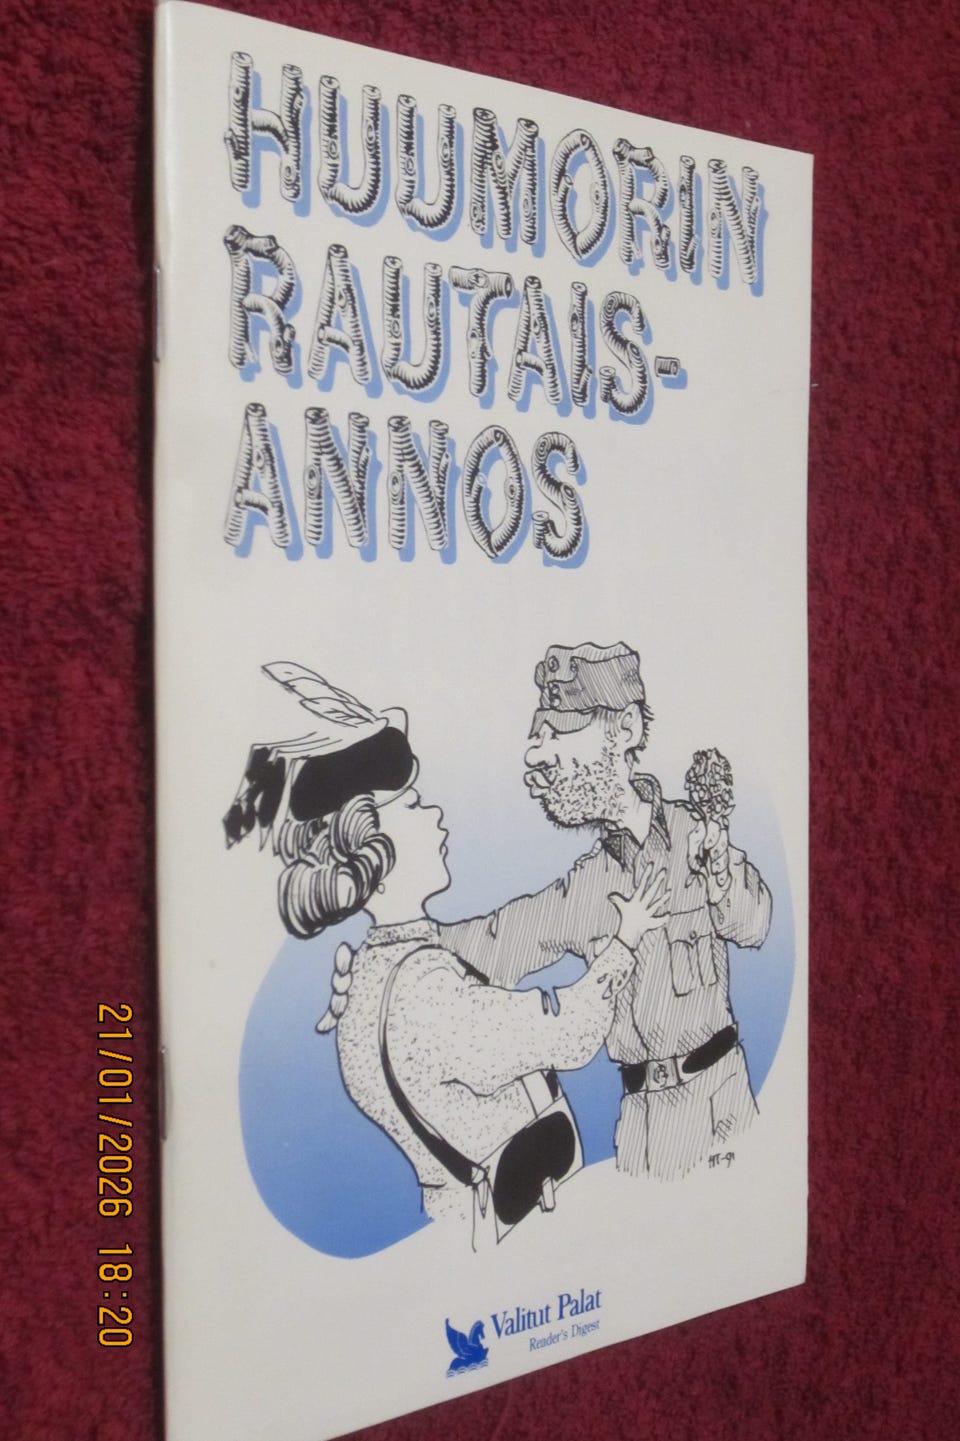 HUUMORIN
RAUTAIS-
ANNOS
Valitut Palat
Reader's Digest
21/01/2026 18:20